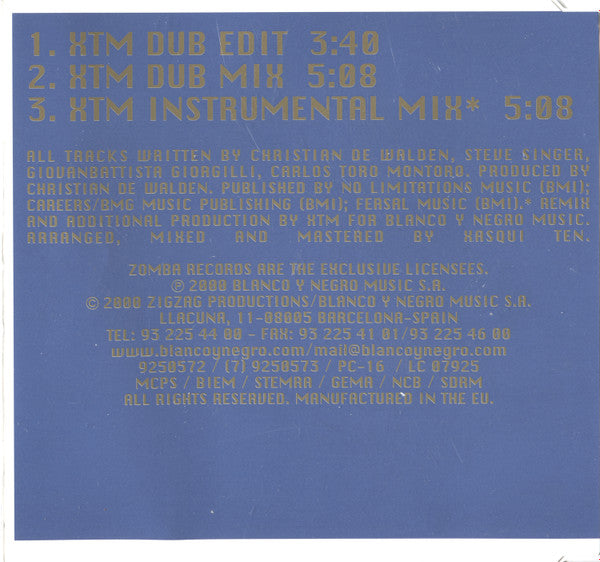 1. XTM DUB EDIT 3:40
2. XTM DUB MIX 5:08
3. XTM INSTRUMENTAL MIX* 5:08
ALL TRACKS WRITTEN BY CHRISTIAN DE WALDEN, STEVE SINGER,
GIOVANBATTISTA GIORGILLI, CARLOS TORO MONTORO. PRODUCED BY
CHRISTIAN DE WALDEN. PUBLISHED BY NO LIMITATIONS MUSIC (BMI);
CAREERS/BMG MUSIC PUBLISHING (BMI); FERSAL MUSIC (BMI).* REMIX
AND ADDITIONAL PRODUCTION BY XTM FOR BLANCO Y NEGRO MUSIC.
ARRANGED, MIXED AND MASTERED BY XASQUI TEN.
ZOMBA RECORDS ARE THE EXCLUSIVE LICENSEES.
℗ 2000 BLANCO Y NEGRO MUSIC S.A.
© 2000 ZIGZAG PRODUCTIONS/BLANCO Y NEGRO MUSIC S.A.
LLACUNA, 11-08005 BARCELONA-SPAIN
TEL: 93 225 44 00 - FAX: 93 225 41 01/93 225 46 00
www.blancoynegro.com/mail@blancoynegro.com
9250572 / (7) 9250573 / PC-16 / LC 07925
MCPS / BIEM / STEMRA / GEMA / NCB / SDRM
ALL RIGHTS RESERVED. MANUFACTURED IN THE EU.